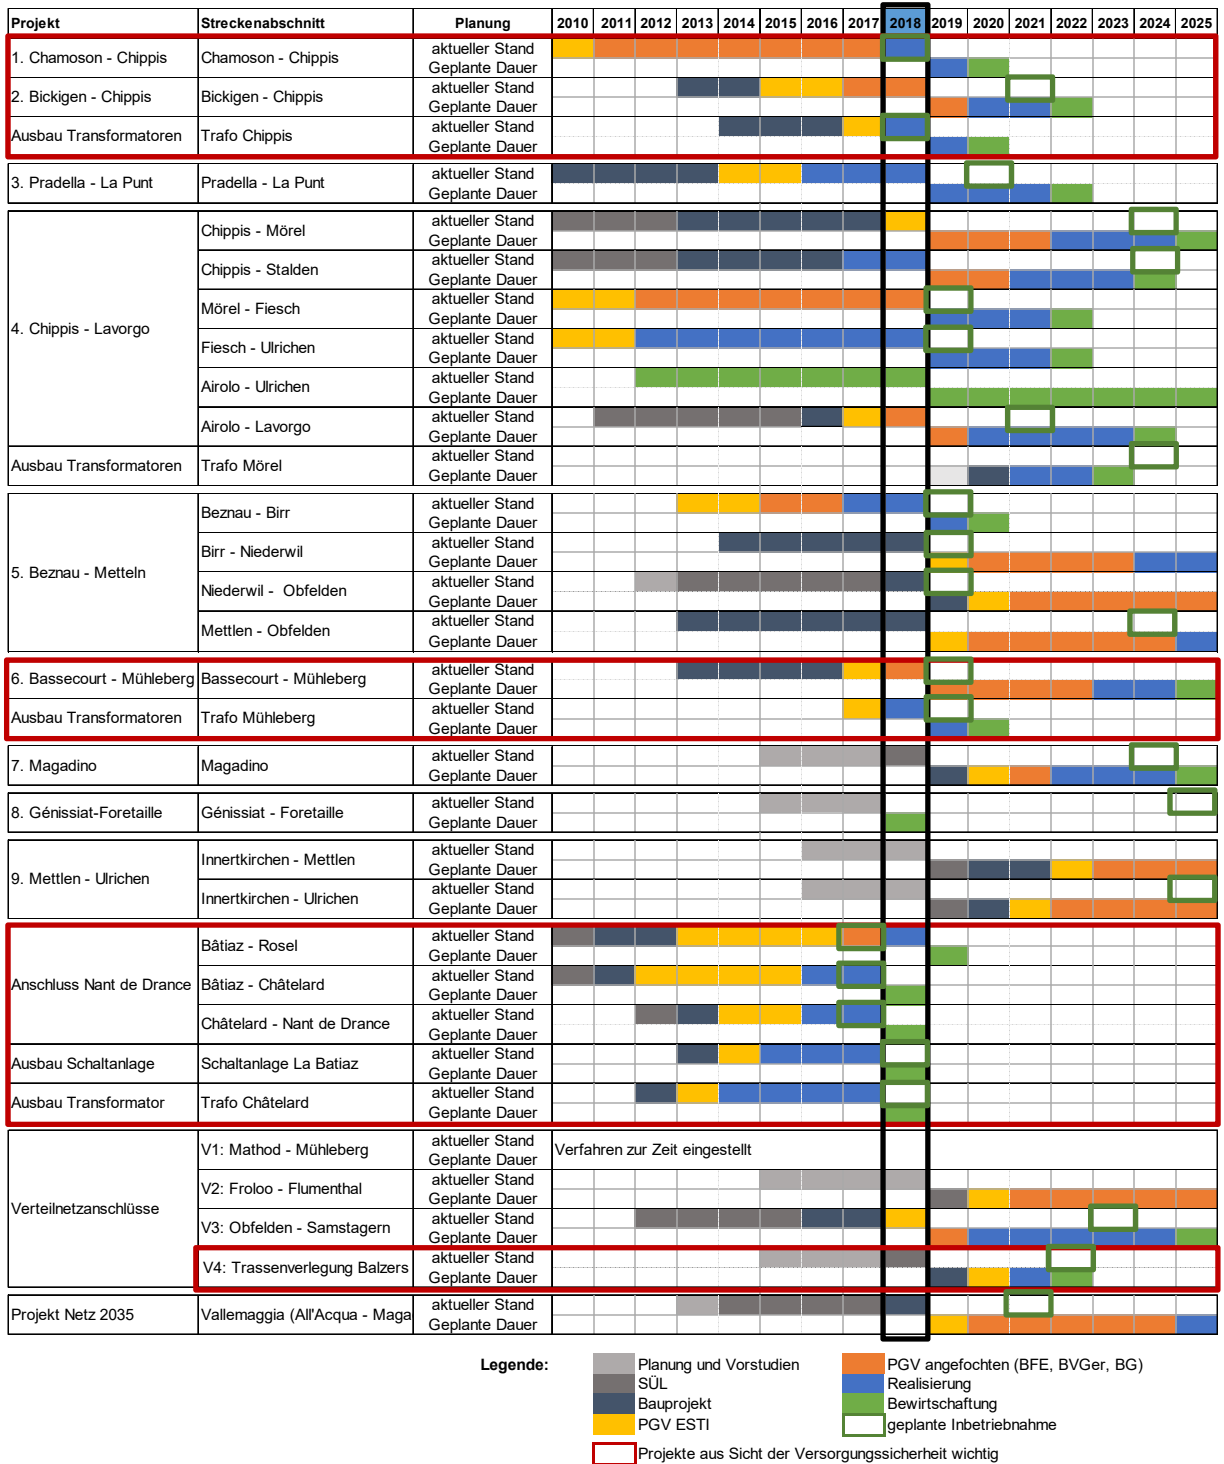 Projekt Streckenabschnitt Planung 2010 2011 2012 2013 2014 2015 2016 2017 2018 2019 2020 2021 2022 2023 2024 2025
1. Chamoson - Chippis Chamoson - Chippis aktueller Stand
Geplante Dauer
2. Bickigen - Chippis Bickigen - Chippis aktueller Stand
Geplante Dauer
Ausbau Transformatoren Trafo Chippis aktueller Stand
Geplante Dauer
3. Pradella - La Punt Pradella - La Punt aktueller Stand
Geplante Dauer
4. Chippis - Lavorgo Chippis - Mörel aktueller Stand
Geplante Dauer
Chippis - Stalden aktueller Stand
Geplante Dauer
Mörel - Fiesch aktueller Stand
Geplante Dauer
Fiesch - Ulrichen aktueller Stand
Geplante Dauer
Airolo - Ulrichen aktueller Stand
Geplante Dauer
Airolo - Lavorgo aktueller Stand
Geplante Dauer
Ausbau Transformatoren Trafo Mörel aktueller Stand
Geplante Dauer
5. Beznau - Metteln Beznau - Birr aktueller Stand
Geplante Dauer
Birr - Niederwil aktueller Stand
Geplante Dauer
Niederwil - Obfelden aktueller Stand
Geplante Dauer
Mettlen - Obfelden aktueller Stand
Geplante Dauer
6. Bassecourt - Mühleberg Bassecourt - Mühleberg aktueller Stand
Geplante Dauer
Ausbau Transformatoren Trafo Mühleberg aktueller Stand
Geplante Dauer
7. Magadino Magadino aktueller Stand
Geplante Dauer
8. Génissiat-Foretaille Génissiat - Foretaille aktueller Stand
Geplante Dauer
9. Mettlen - Ulrichen Innertkirchen - Mettlen aktueller Stand
Geplante Dauer
Innertkirchen - Ulrichen aktueller Stand
Geplante Dauer
Anschluss Nant de Drance Bâtiaz - Rosel aktueller Stand
Geplante Dauer
Bâtiaz - Châtelard aktueller Stand
Geplante Dauer
Châtelard - Nant de Drance aktueller Stand
Geplante Dauer
Ausbau Schaltanlage Schaltanlage La Batiaz aktueller Stand
Geplante Dauer
Ausbau Transformator Trafo Châtelard aktueller Stand
Geplante Dauer
Verteilnetzanschlüsse V1: Mathod - Mühleberg aktueller Stand Verfahren zur Zeit eingestellt
Geplante Dauer
V2: Froloo - Flumenthal aktueller Stand
Geplante Dauer
V3: Obfelden - Samstagern aktueller Stand
Geplante Dauer
V4: Trassenverlegung Balzers aktueller Stand
Geplante Dauer
Projekt Netz 2035 Vallemaggia (All'Acqua - Maga aktueller Stand
Geplante Dauer
Legende: Planung und Vorstudien PGV angefochten (BFE, BVGer, BG)
SÜL Realisierung
Bauprojekt Bewirtschaftung
PGV ESTI geplante Inbetriebnahme
Projekte aus Sicht der Versorgungssicherheit wichtig